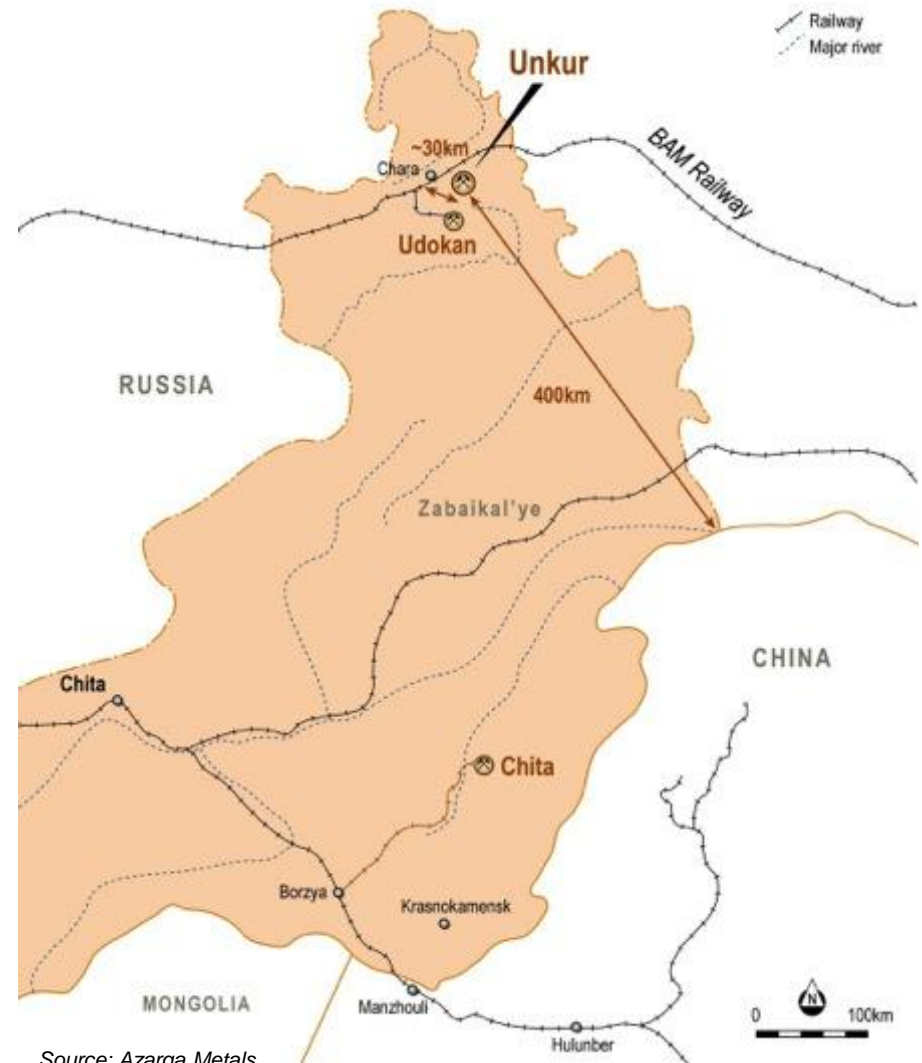 Railway
Major river
Unkur
~30km
Chara
BAM Railway
Udokan
RUSSIA
400km
Zabaikal'ye
CHINA
Chita
Chita
Borzya
Krasnokamensk
MONGOLIA
Manzhouli
N
0 100km
Hulunber
Source: Azarga Metals